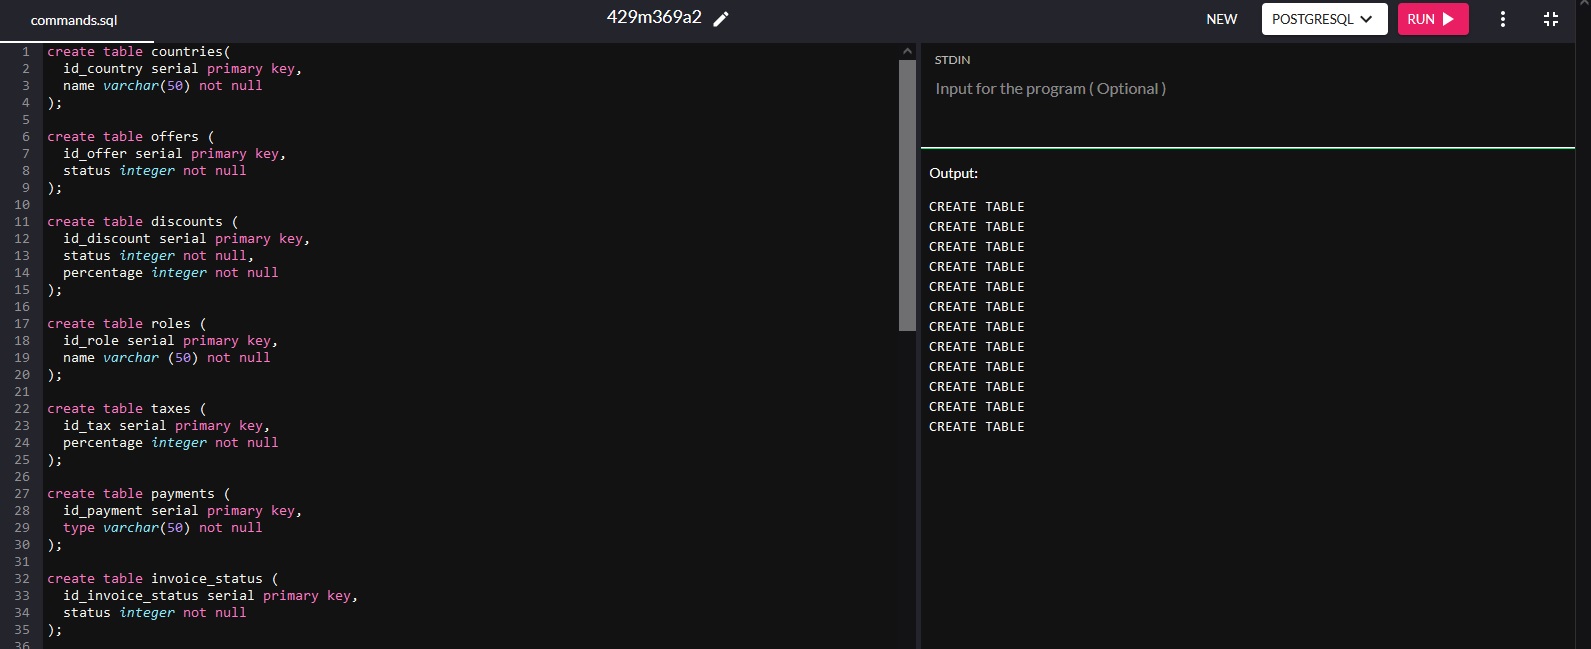 commands.sql
429m369a2
NEW
POSTGRESQL
RUN
1 create table countries(
2   id_country serial primary key,
3   name varchar(50) not null
4 );
5
6 create table offers (
7   id_offer serial primary key,
8   status integer not null
9 );
10
11 create table discounts (
12   id_discount serial primary key,
13   status integer not null,
14   percentage integer not null
15 );
16
17 create table roles (
18   id_role serial primary key,
19   name varchar (50) not null
20 );
21
22 create table taxes (
23   id_tax serial primary key,
24   percentage integer not null
25 );
26
27 create table payments (
28   id_payment serial primary key,
29   type varchar(50) not null
30 );
31
32 create table invoice_status (
33   id_invoice_status serial primary key,
34   status integer not null
35 );
36
STDIN
Input for the program ( Optional )
Output:
CREATE TABLE
CREATE TABLE
CREATE TABLE
CREATE TABLE
CREATE TABLE
CREATE TABLE
CREATE TABLE
CREATE TABLE
CREATE TABLE
CREATE TABLE
CREATE TABLE
CREATE TABLE